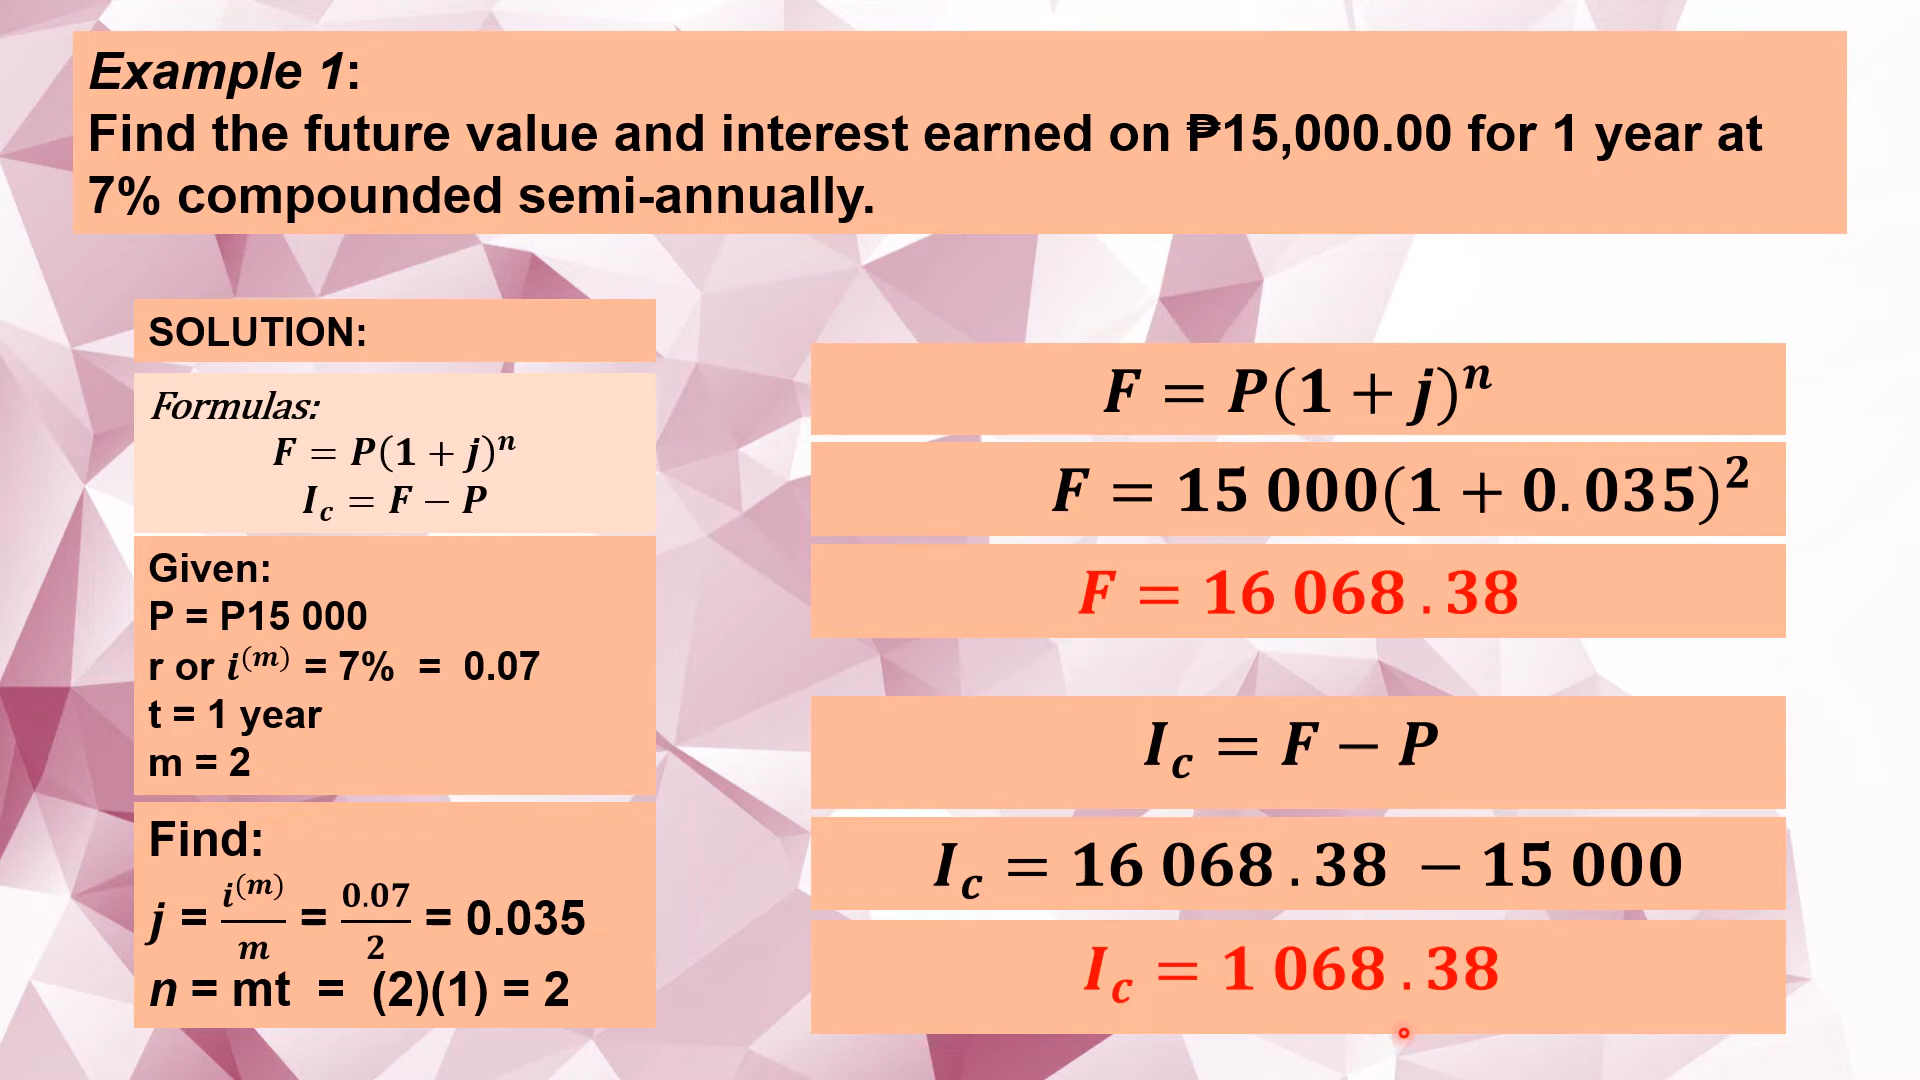 Example 1:
Find the future value and interest earned on ₱15,000.00 for 1 year at
7% compounded semi-annually.
SOLUTION:
Formulas:
F = P(1 + j)^n
I_c = F − P
Given:
P = P15 000
r or i^(m) = 7% = 0.07
t = 1 year
m = 2
Find:
j = i^(m)/m = 0.07/2 = 0.035
n = mt = (2)(1) = 2
F = P(1 + j)^n
F = 15 000(1 + 0.035)^2
F = 16 068.38
I_c = F − P
I_c = 16 068.38 − 15 000
I_c = 1 068.38